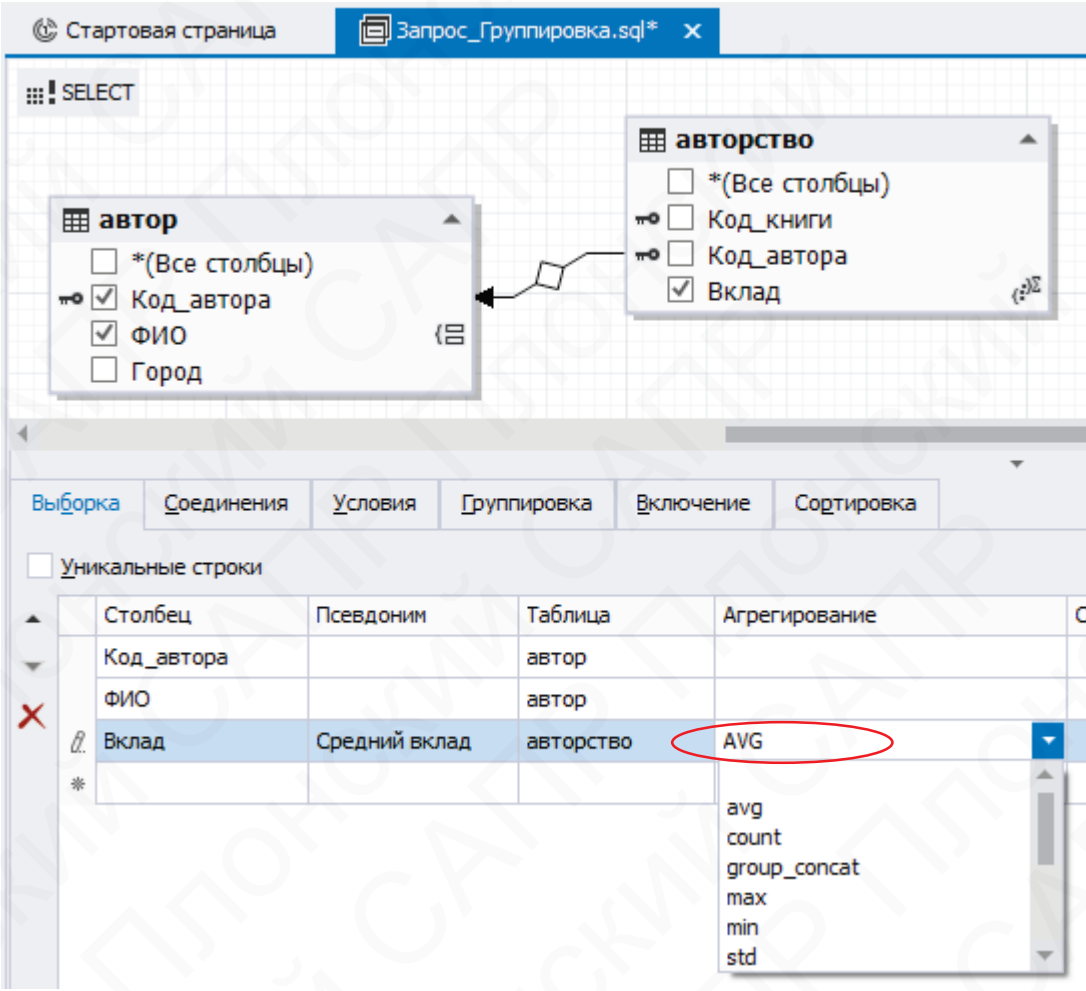 Стартовая страница Запрос_Группировка.sql* x
SELECT
авторство
*(Все столбцы)
Код_книги
Код_автора
Вклад
автор
*(Все столбцы)
Код_автора
ФИО
Город
Выборка Соединения Условия Группировка Включение Сортировка
Уникальные строки
Столбец Псевдоним Таблица Агрегирование С
Код_автора автор
ФИО автор
Вклад Средний вклад авторство AVG
avg
count
group_concat
max
min
std